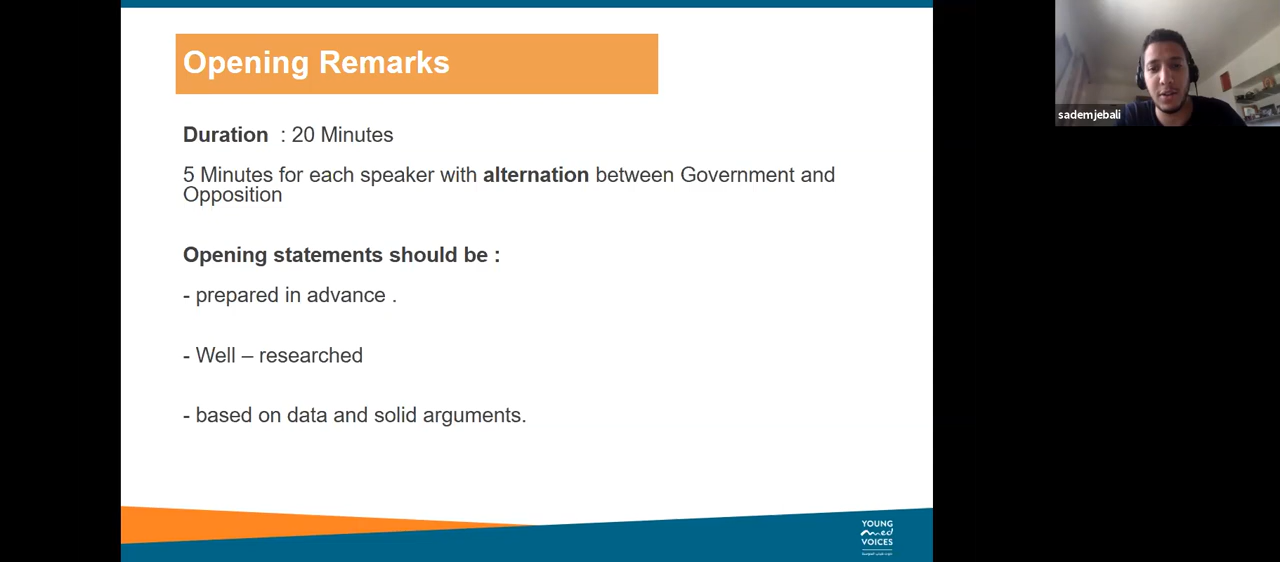 Opening Remarks
Duration : 20 Minutes
5 Minutes for each speaker with alternation between Government and
Opposition
Opening statements should be :
- prepared in advance .
- Well – researched
- based on data and solid arguments.
sademjebali
YOUNG
med
VOICES